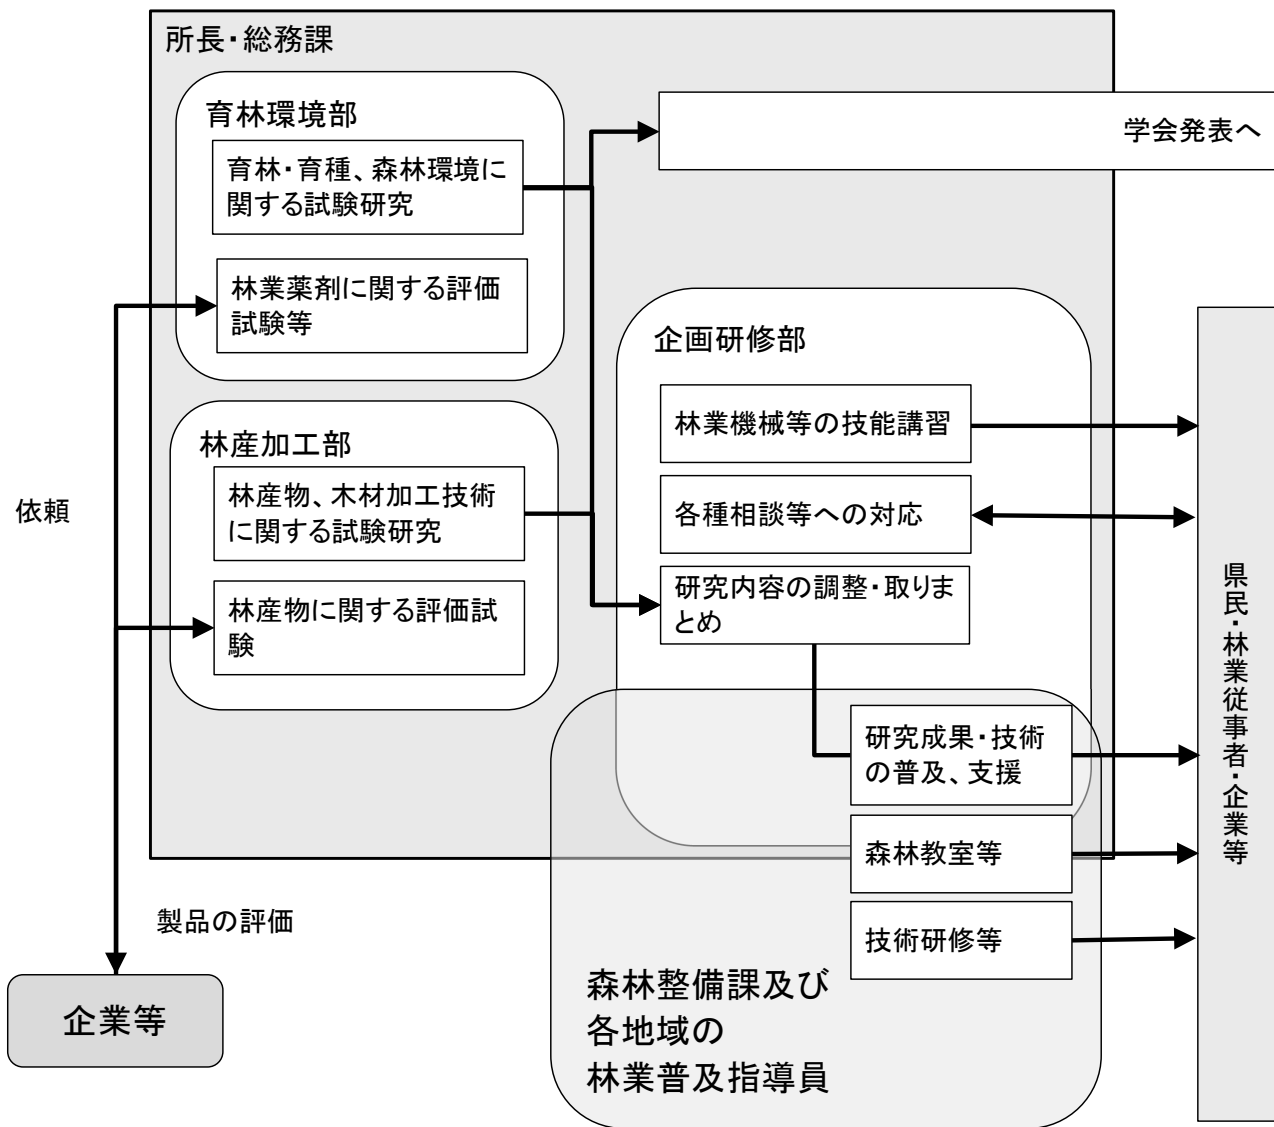 所長・総務課
育林環境部
育林・育種、森林環境に
関する試験研究
林業薬剤に関する評価
試験等
林産加工部
林産物、木材加工技術
に関する試験研究
林産物に関する評価試
験
依頼
製品の評価
企業等
学会発表へ
企画研修部
林業機械等の技能講習
各種相談等への対応
研究内容の調整・取りま
とめ
研究成果・技術
の普及、支援
森林教室等
技術研修等
森林整備課及び
各地域の
林業普及指導員
県民・林業従事者・企業等